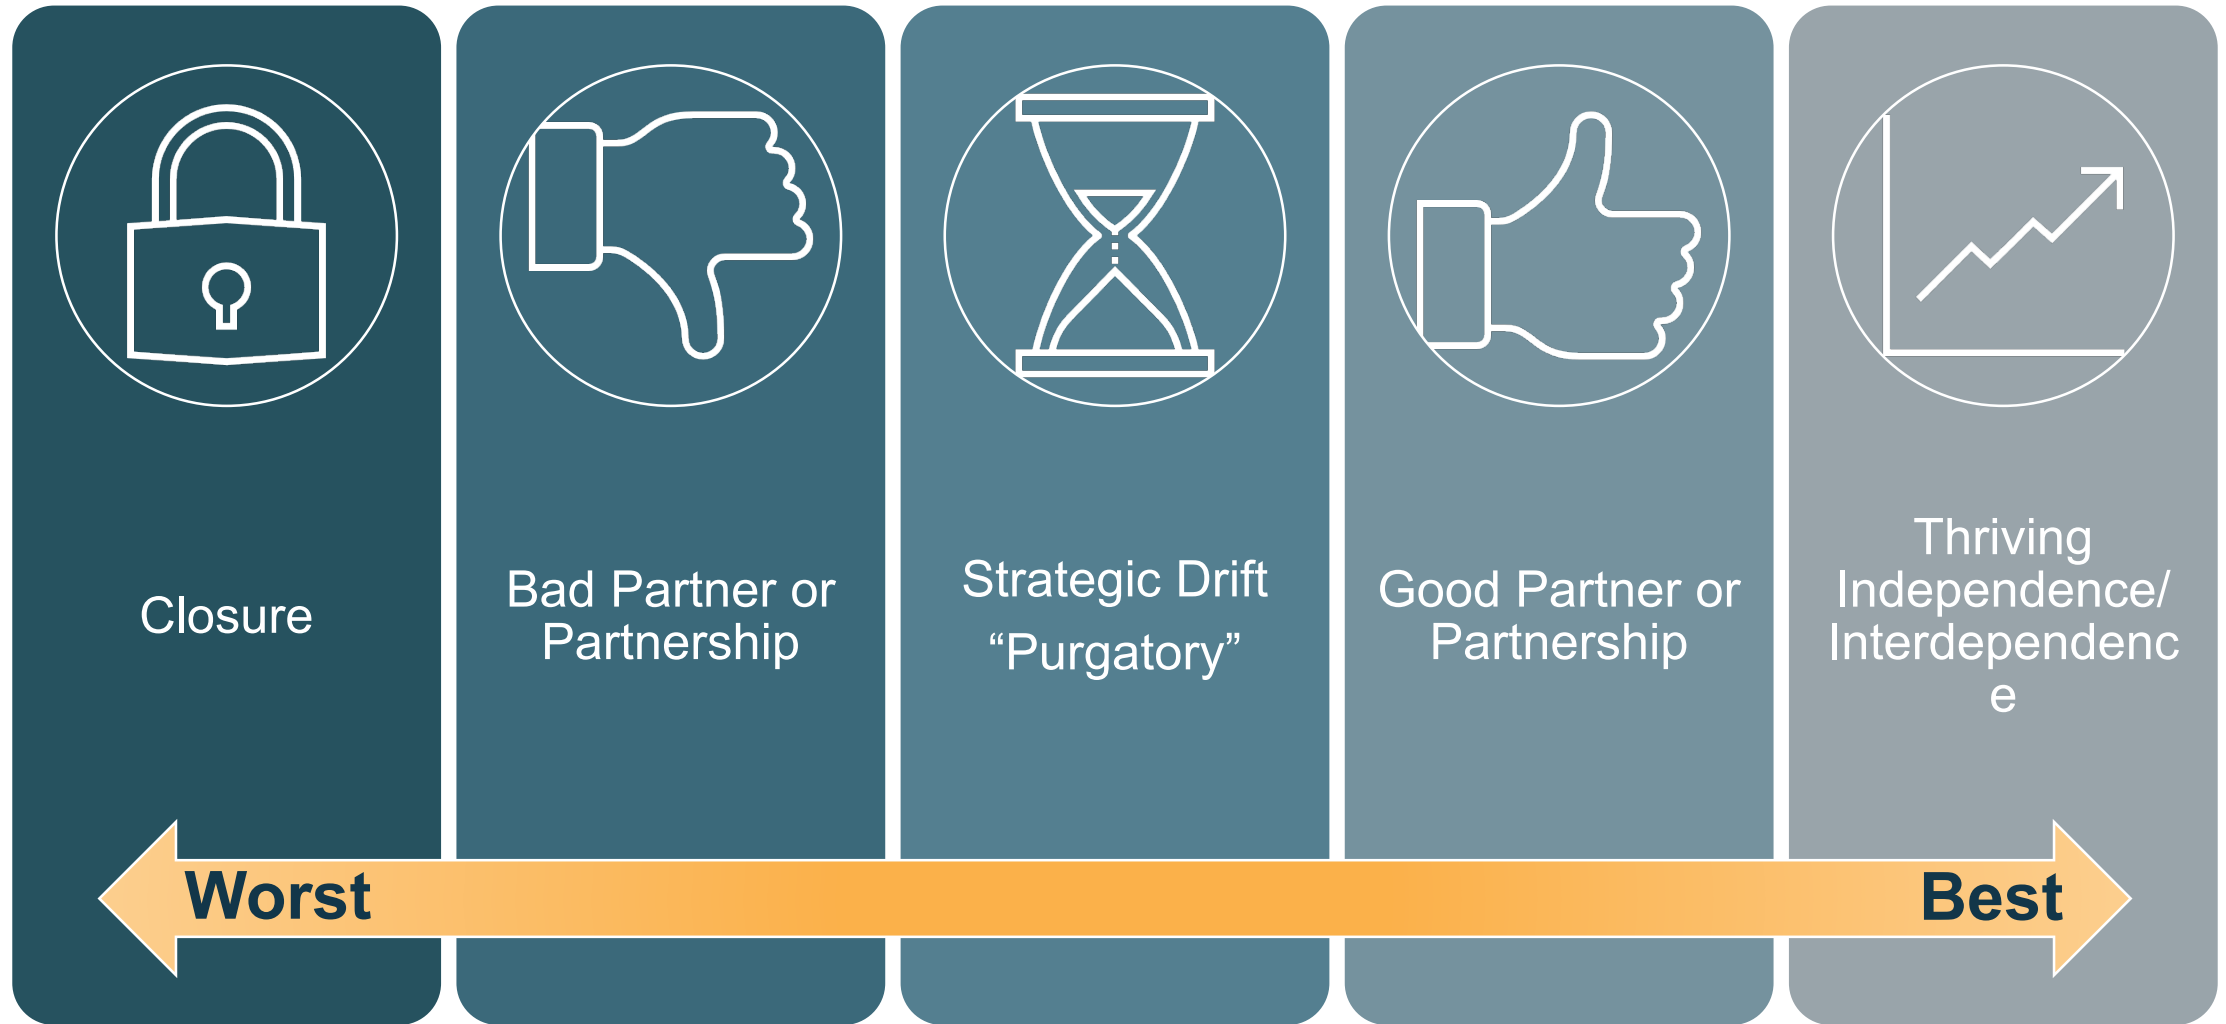 Closure
Bad Partner or
Partnership
Strategic Drift
“Purgatory”
Good Partner or
Partnership
Thriving
Independence/
Interdependenc
e
Worst
Best